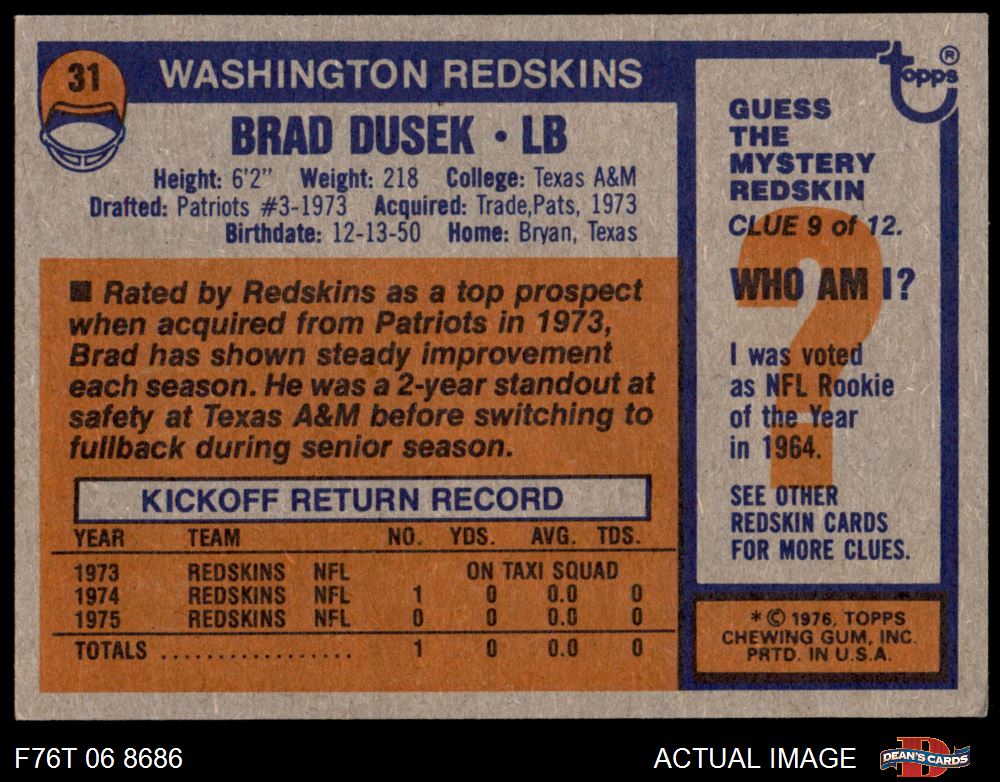 31
WASHINGTON REDSKINS
BRAD DUSEK • LB
Height: 6'2" Weight: 218 College: Texas A&M
Drafted: Patriots #3-1973 Acquired: Trade,Pats, 1973
Birthdate: 12-13-50 Home: Bryan, Texas
■ Rated by Redskins as a top prospect
when acquired from Patriots in 1973,
Brad has shown steady improvement
each season. He was a 2-year standout at
safety at Texas A&M before switching to
fullback during senior season.
KICKOFF RETURN RECORD
YEAR TEAM NO. YDS. AVG. TDS.
1973 REDSKINS NFL ON TAXI SQUAD
1974 REDSKINS NFL 1 0 0.0 0
1975 REDSKINS NFL 0 0 0.0 0
TOTALS .................. 1 0 0.0 0
Topps®
GUESS
THE
MYSTERY
REDSKIN
CLUE 9 of 12.
?
WHO AM I?
I was voted
as NFL Rookie
of the Year
in 1964.
SEE OTHER
REDSKIN CARDS
FOR MORE CLUES.
*© 1976, TOPPS
CHEWING GUM, INC.
PRTD. IN U.S.A.
F76T 06 8686
ACTUAL IMAGE
D
DEAN'S CARDS